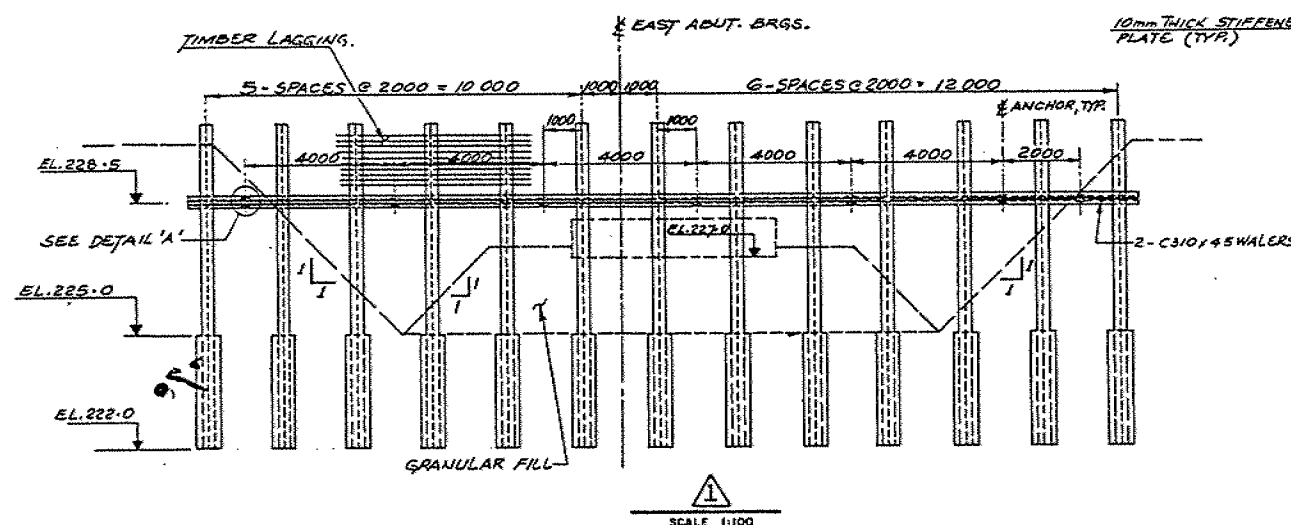 ℄ EAST ABUT. BRGS.
10mm THICK STIFFENE
PLATE (TYP.)
TIMBER LAGGING.
5-SPACES @ 2000 = 10 000
1000 1000
6-SPACES @ 2000 = 12 000
℄ ANCHOR, TYP.
1000
1000
4000
4000
4000
4000
4000
2000
EL.228.5
SEE DETAIL 'A'
EL.227.0
2- C310x45 WALERS
1
1
1
1
1
1
EL.225.0
EL.222.0
GRANULAR FILL
1
SCALE 1:100